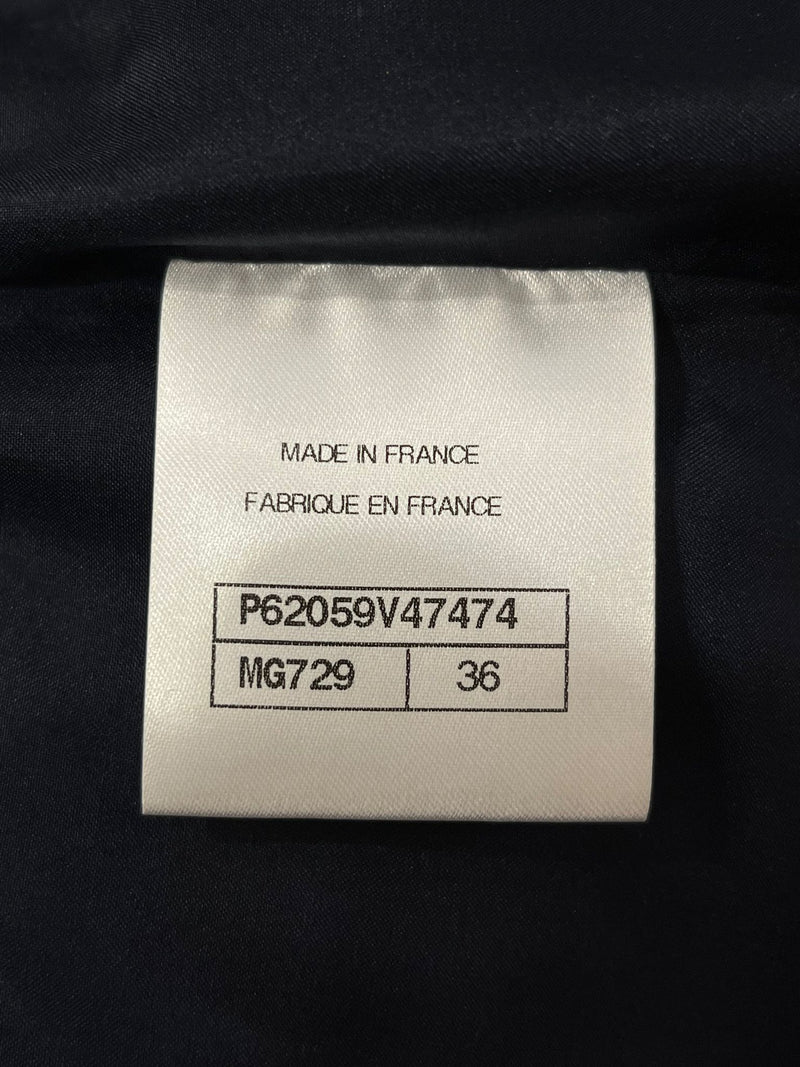 MADE IN FRANCE
FABRIQUE EN FRANCE
P62059V47474
MG729 36